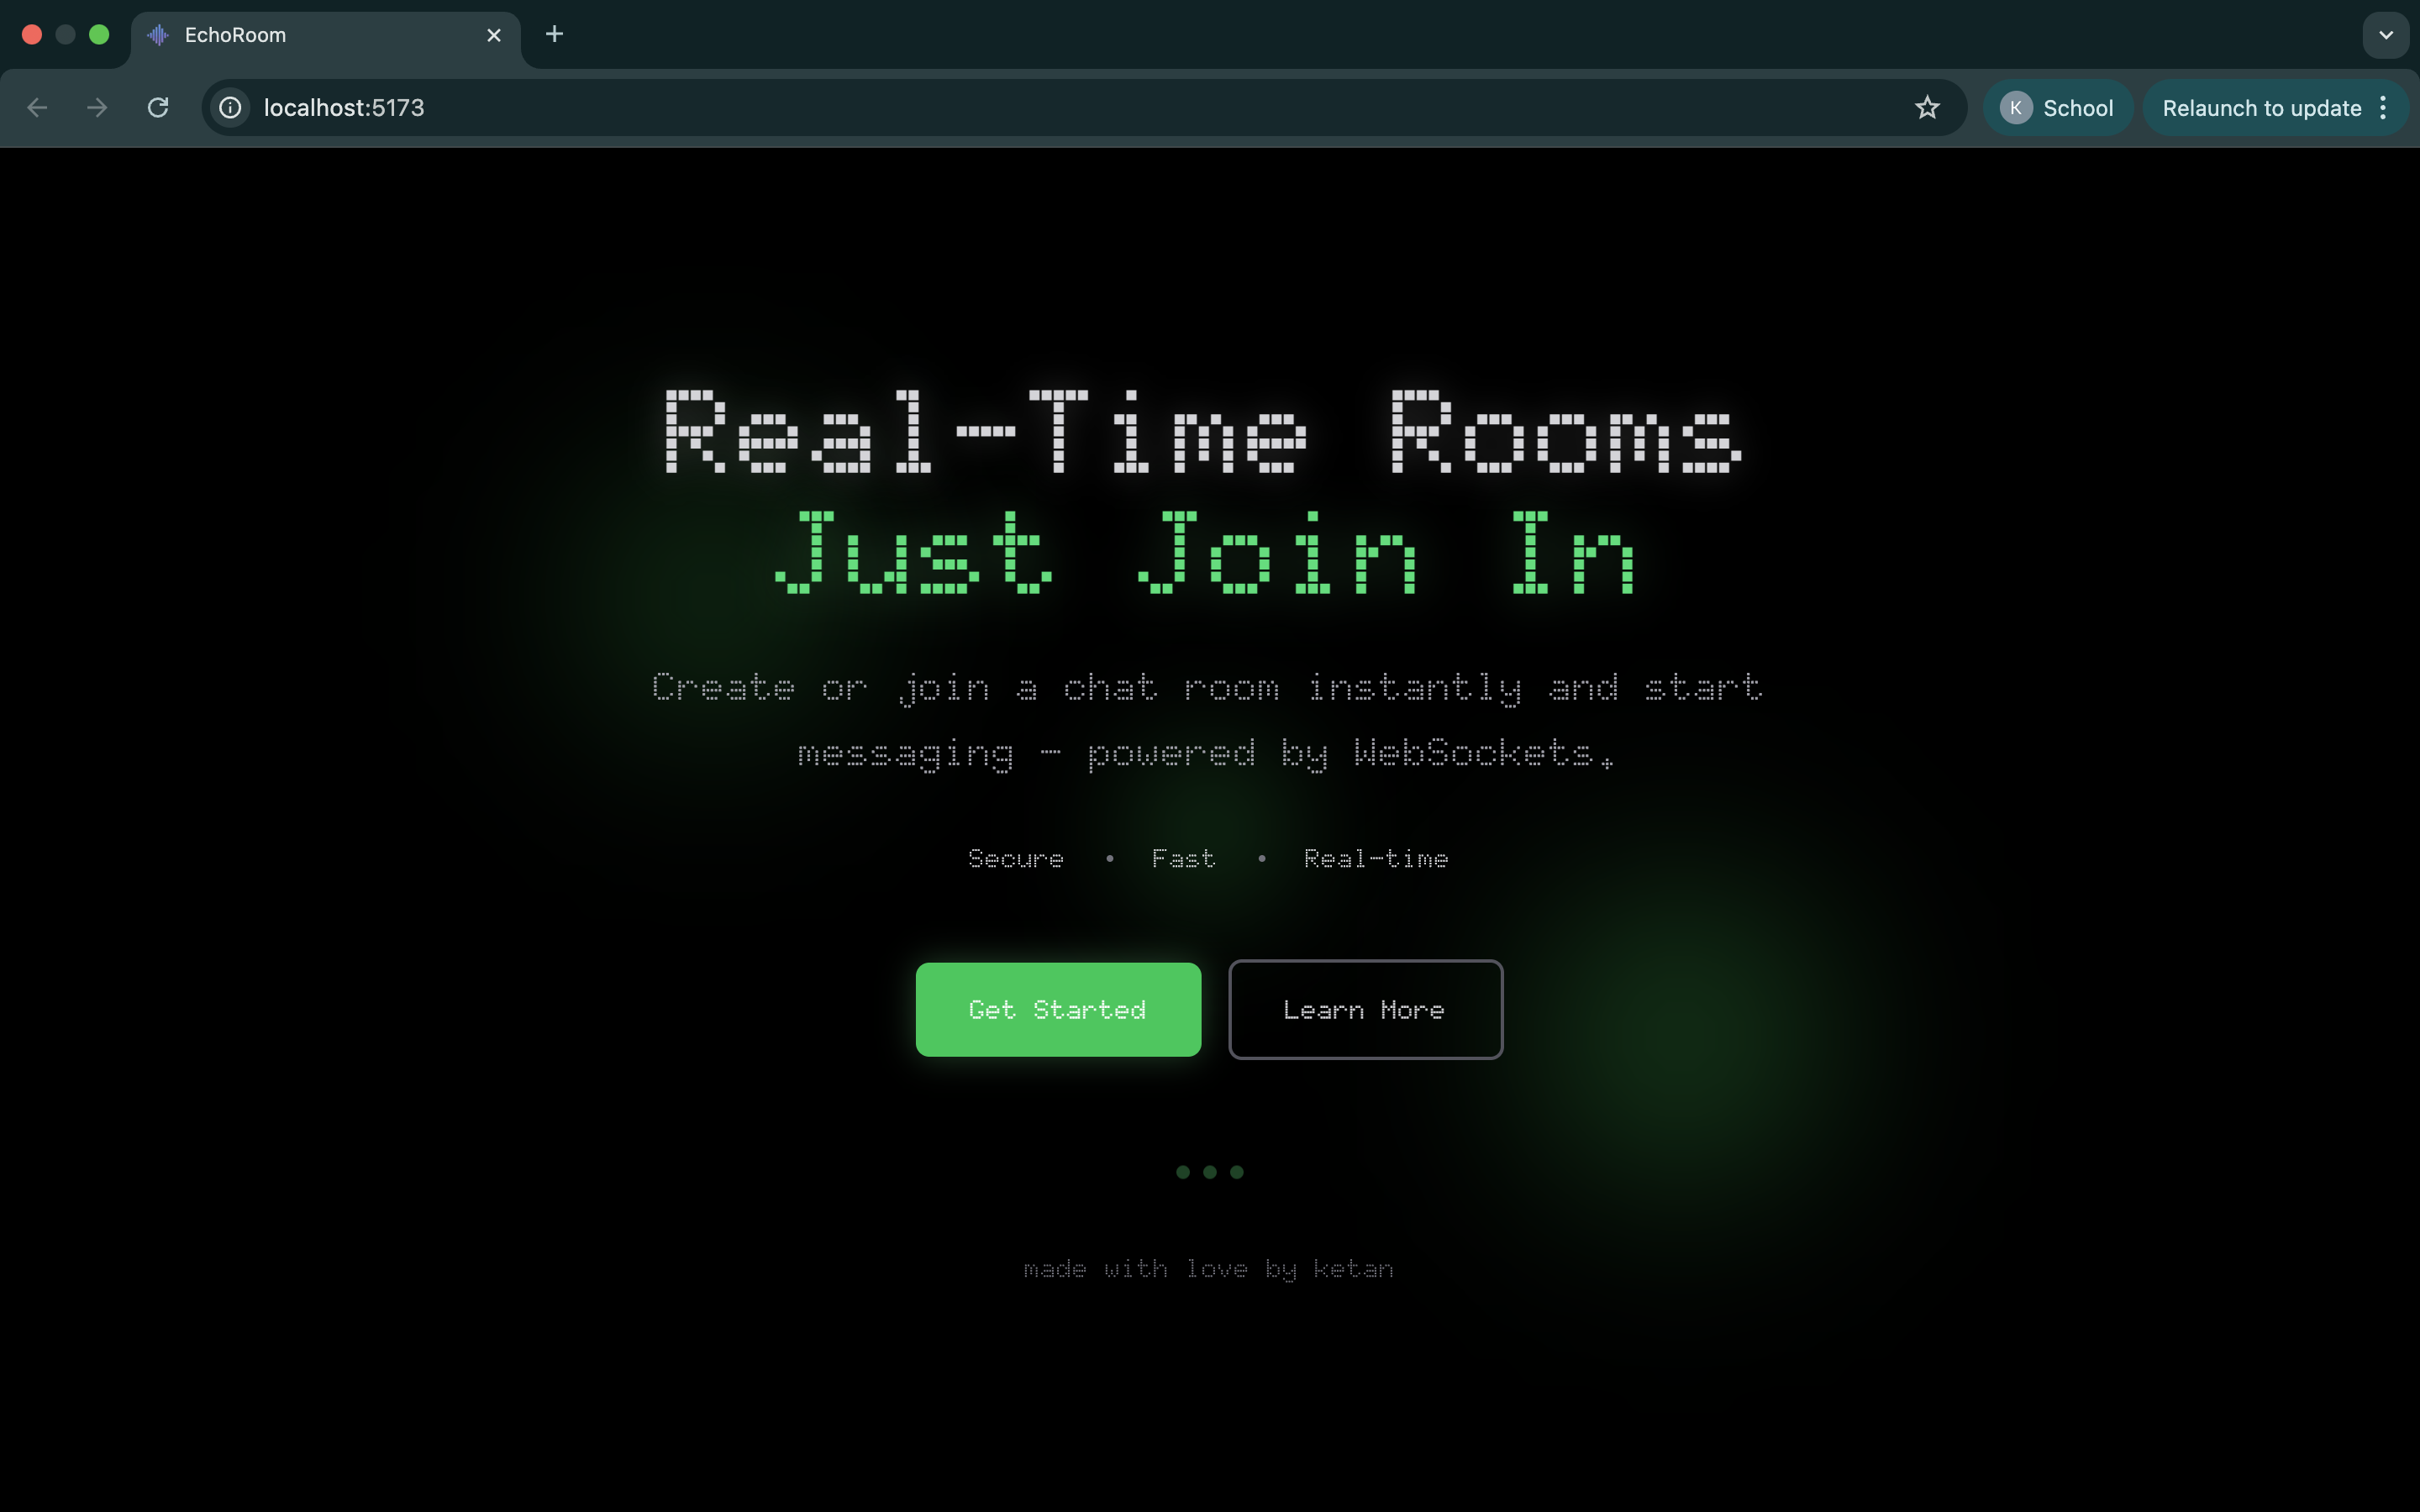 EchoRoom
localhost:5173
K School
Relaunch to update
Real-Time Rooms
Just Join In
Create or join a chat room instantly and start
messaging - powered by WebSockets.
Secure • Fast • Real-time
Get Started
Learn More
made with love by ketan